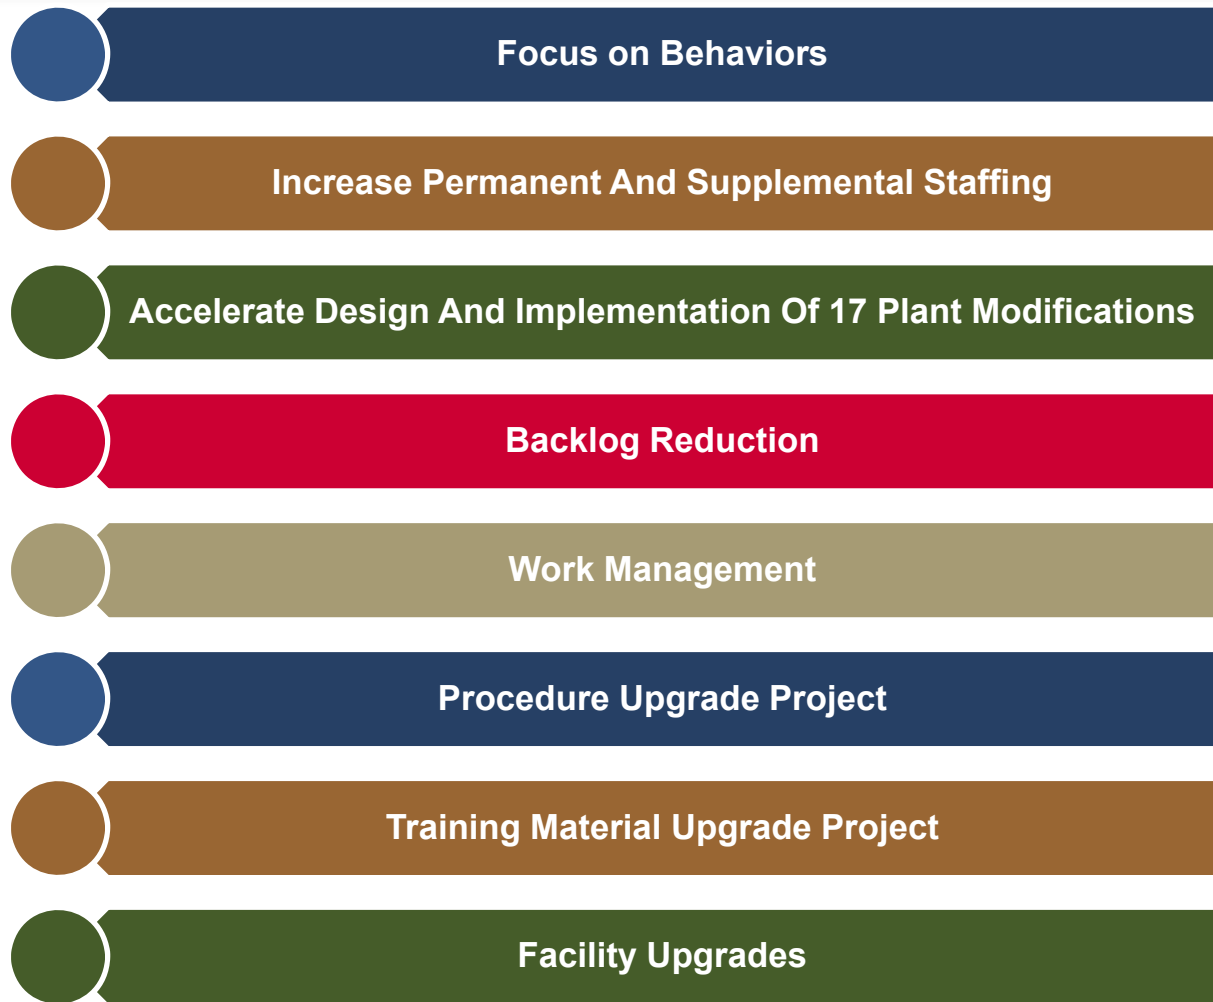 Focus on Behaviors
Increase Permanent And Supplemental Staffing
Accelerate Design And Implementation Of 17 Plant Modifications
Backlog Reduction
Work Management
Procedure Upgrade Project
Training Material Upgrade Project
Facility Upgrades